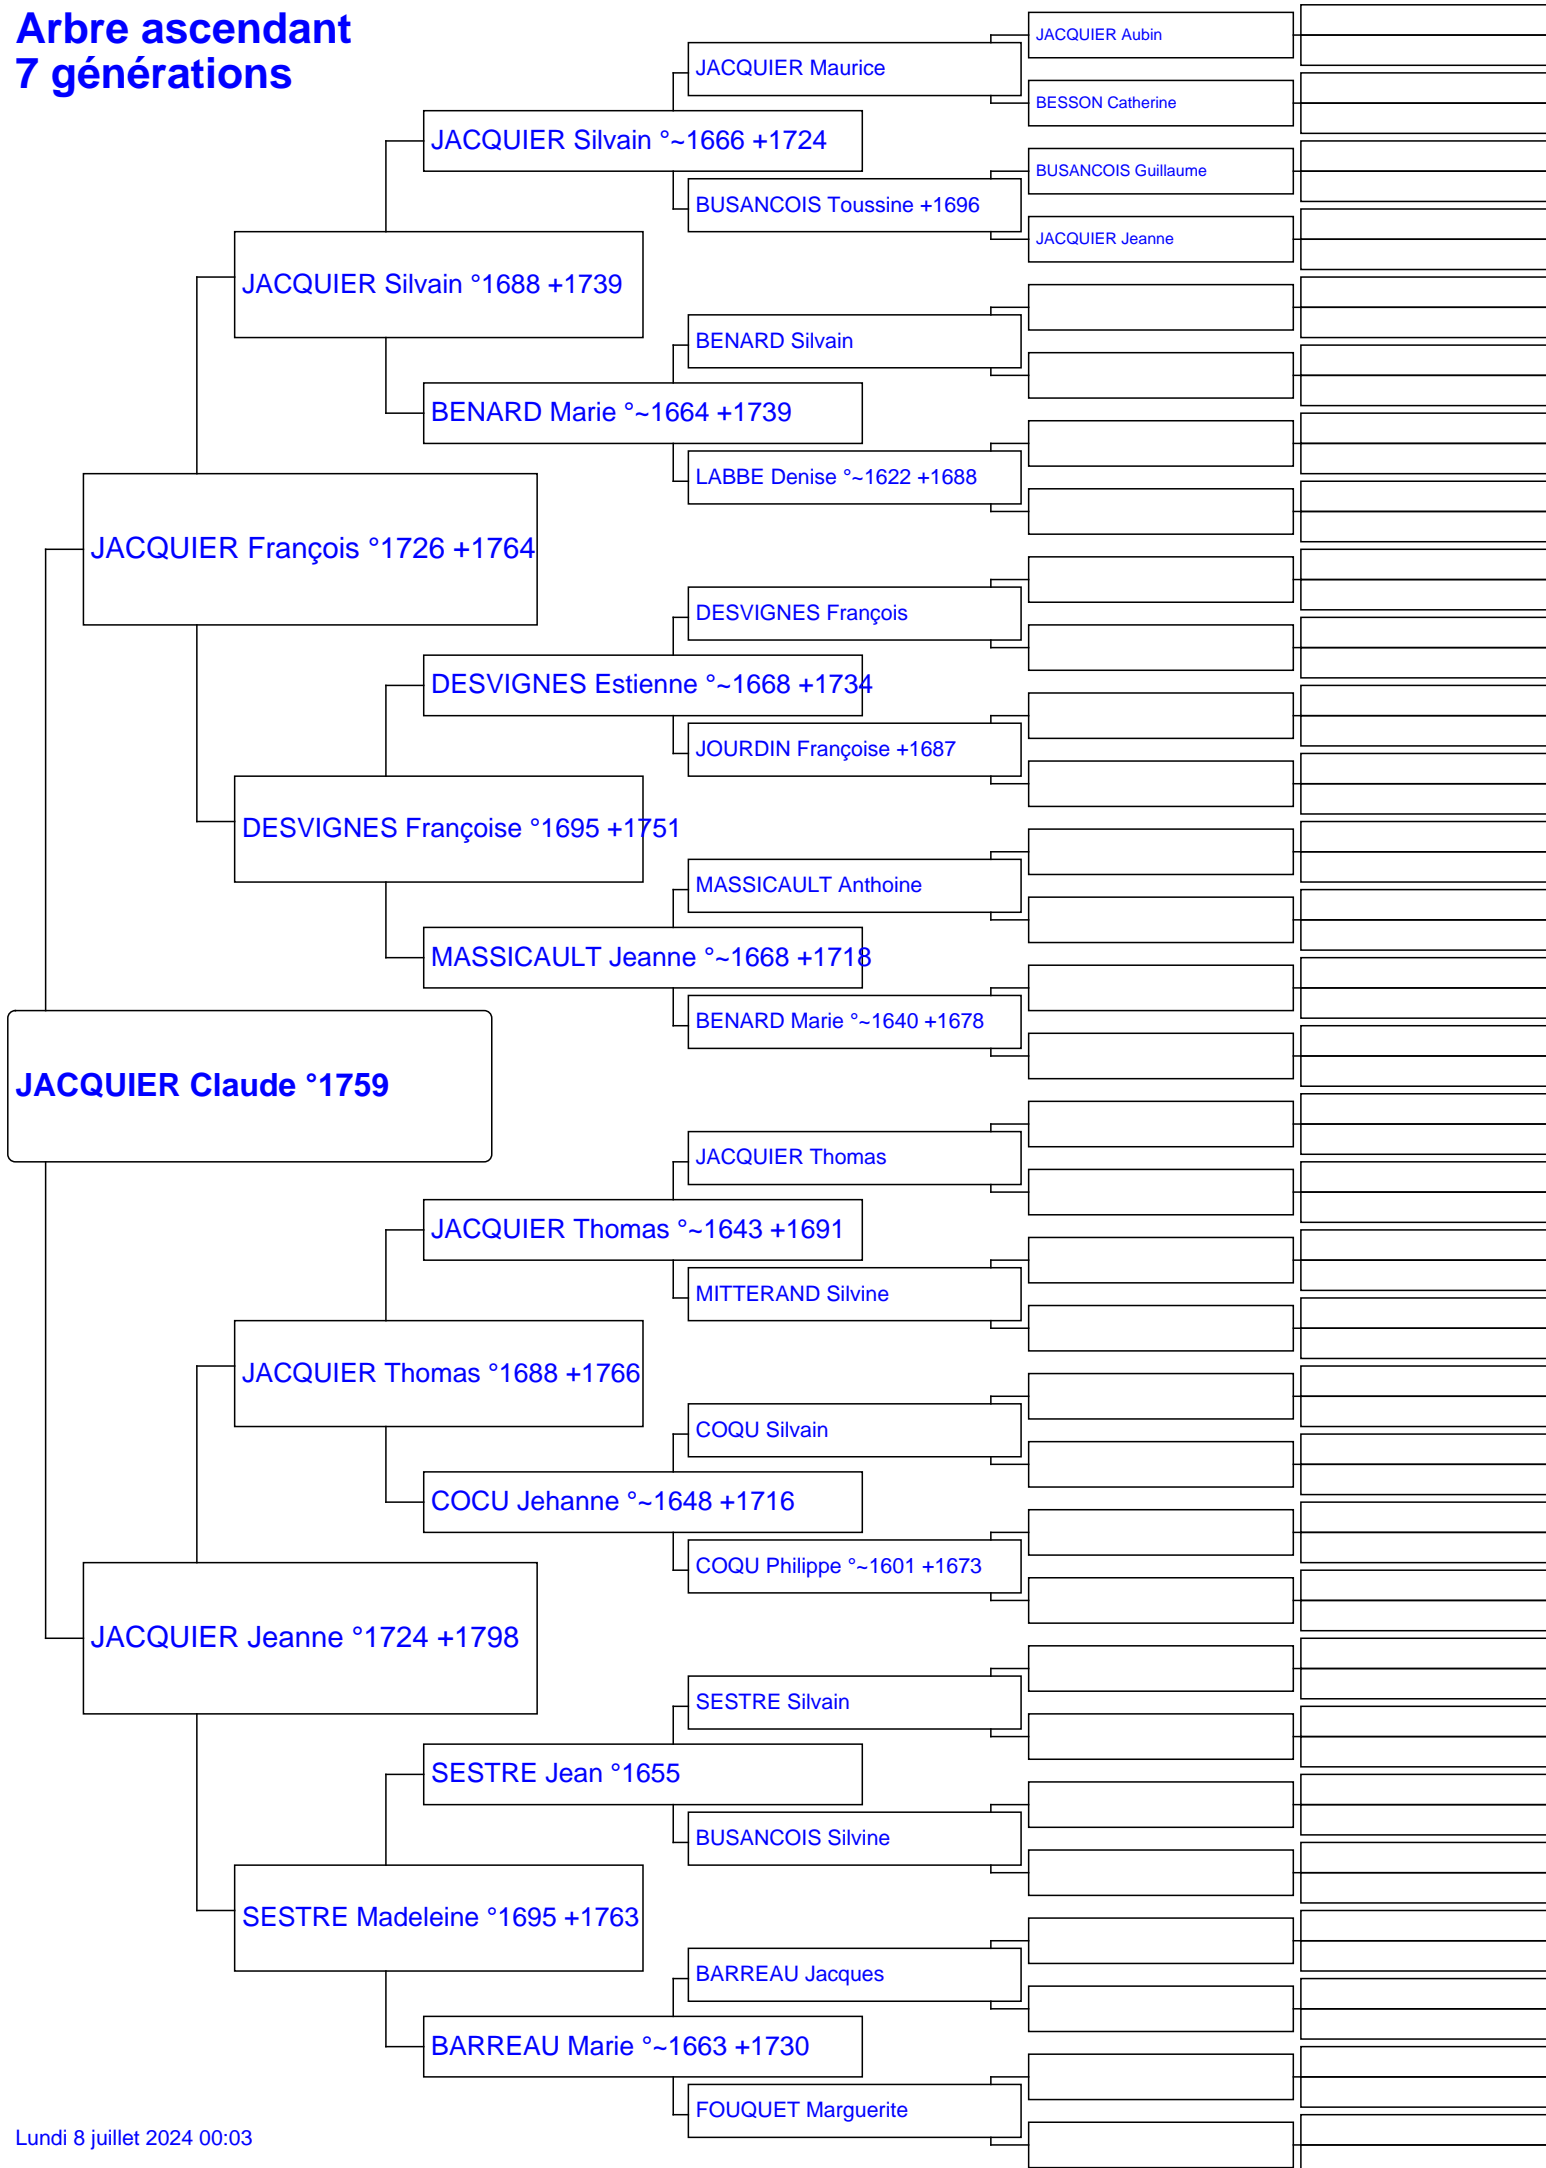 Arbre ascendant
7 générations
JACQUIER Aubin
JACQUIER Maurice
BESSON Catherine
JACQUIER Silvain °~1666 +1724
BUSANCOIS Guillaume
BUSANCOIS Toussine +1696
JACQUIER Jeanne
JACQUIER Silvain °1688 +1739
BENARD Silvain
BENARD Marie °~1664 +1739
LABBE Denise °~1622 +1688
JACQUIER François °1726 +1764
DESVIGNES François
DESVIGNES Estienne °~1668 +1734
JOURDIN Françoise +1687
DESVIGNES Françoise °1695 +1751
MASSICAULT Anthoine
MASSICAULT Jeanne °~1668 +1718
BENARD Marie °~1640 +1678
JACQUIER Claude °1759
JACQUIER Thomas
JACQUIER Thomas °~1643 +1691
MITTERAND Silvine
JACQUIER Thomas °1688 +1766
COQU Silvain
COCU Jehanne °~1648 +1716
COQU Philippe °~1601 +1673
JACQUIER Jeanne °1724 +1798
SESTRE Silvain
SESTRE Jean °1655
BUSANCOIS Silvine
SESTRE Madeleine °1695 +1763
BARREAU Jacques
BARREAU Marie °~1663 +1730
FOUQUET Marguerite
Lundi 8 juillet 2024 00:03